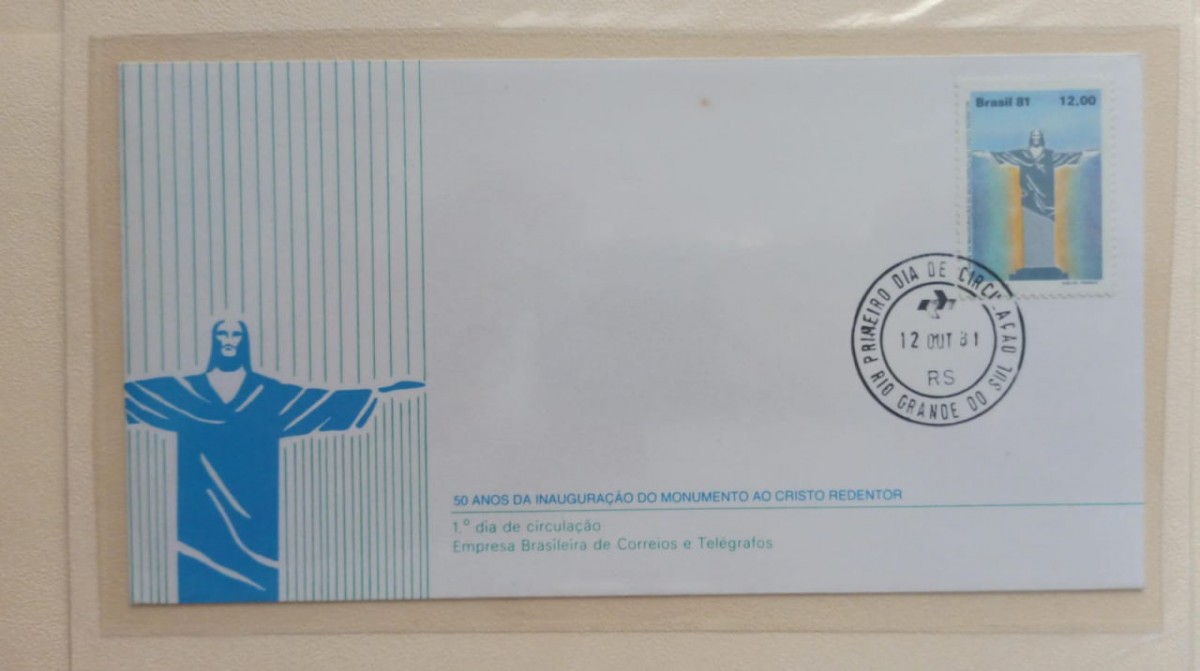 Brasil 81 12,00
PRIMEIRO DIA DE CIRCULAÇÃO
12 OUT 81
RS
RIO GRANDE DO SUL
50 ANOS DA INAUGURAÇÃO DO MONUMENTO AO CRISTO REDENTOR
1.º dia de circulação
Empresa Brasileira de Correios e Telégrafos